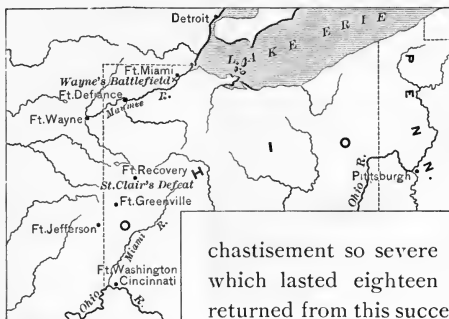 Detroit
LAKE ERIE
Ft. Miami
Wayne's Battlefield
Ft. Defiance
Maumee
R.
Ft. Wayne
PENN.
Ft. Recovery
St. Clair's Defeat
Ft. Greenville
Ft. Jefferson
OHIO
Miami R.
Ft. Washington
Cincinnati
Ohio R.
Ohio R.
Pittsburgh
chastisement so severe
which lasted eighteen
returned from this succe